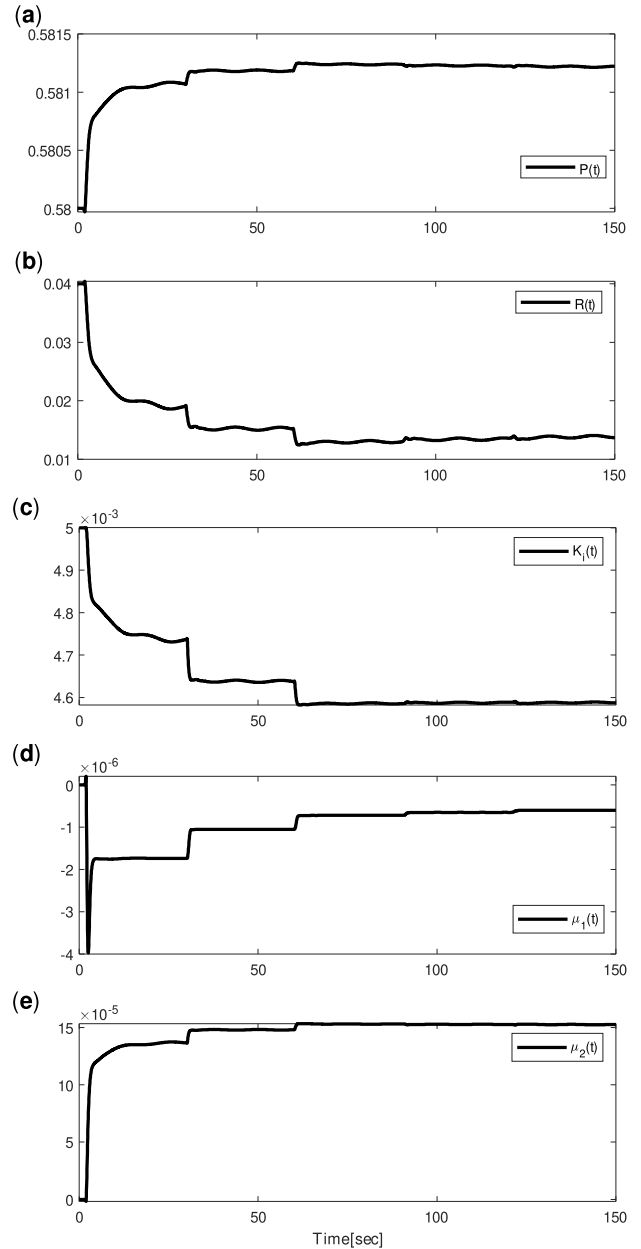 (a)
0.5815
0.581
0.5805
0.58
P(t)
0 50 100 150
(b)
0.04
0.03
0.02
0.01
R(t)
0 50 100 150
(c)
×10⁻³
5
4.9
4.8
4.7
4.6
Kᵢ(t)
0 50 100 150
(d)
×10⁻⁶
0
-1
-2
-3
-4
μ₁(t)
0 50 100 150
(e)
×10⁻⁵
15
10
5
0
μ₂(t)
0 50 100 150
Time[sec]